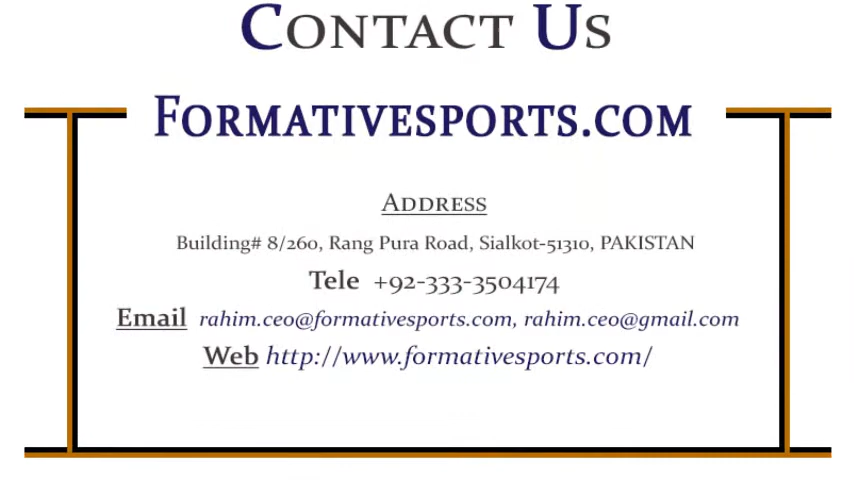 Contact Us
Formativesports.com
Address
Building# 8/260, Rang Pura Road, Sialkot-51310, PAKISTAN
Tele +92-333-3504174
Email rahim.ceo@formativesports.com, rahim.ceo@gmail.com
Web http://www.formativesports.com/